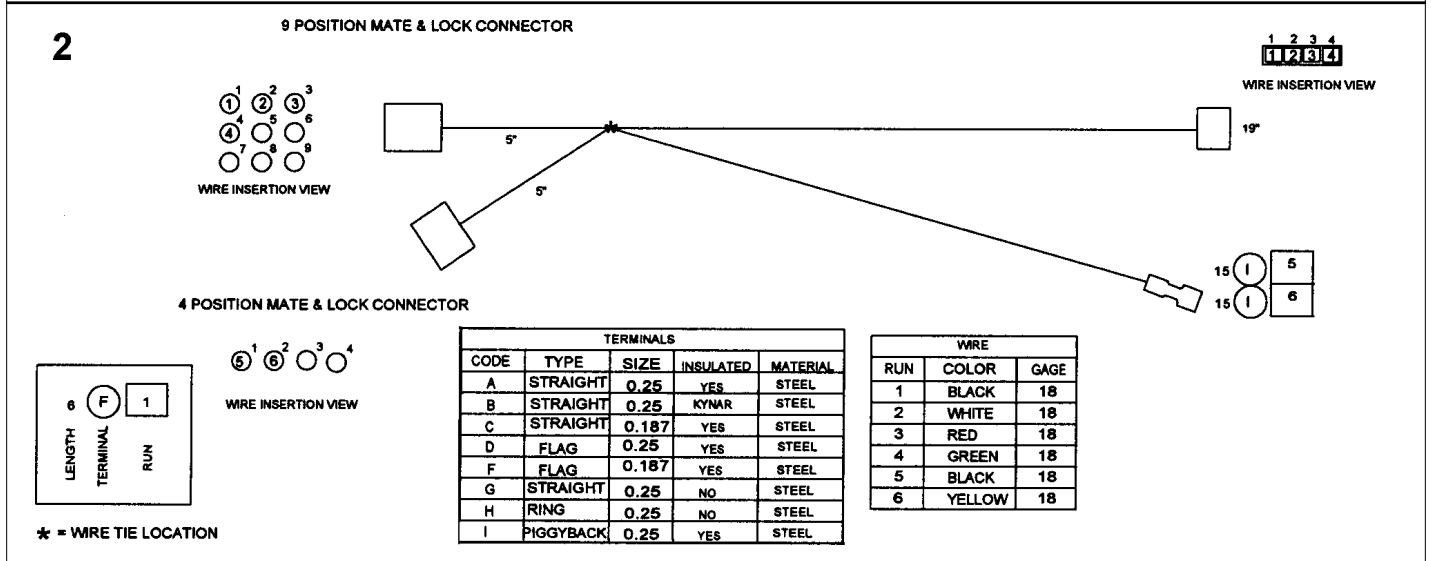 2
9 POSITION MATE & LOCK CONNECTOR
1 2 3 4
1 2 3 4
WIRE INSERTION VIEW
1 2 3
1 2 3
4 5 6
4
7 8 9
WIRE INSERTION VIEW
5"
19"
5"
15 I 5
15 I 6
4 POSITION MATE & LOCK CONNECTOR
1 2 3 4
5 6
WIRE INSERTION VIEW
6 F 1
LENGTH TERMINAL RUN
* = WIRE TIE LOCATION
TERMINALS
CODE TYPE SIZE INSULATED MATERIAL
A STRAIGHT 0.25 YES STEEL
B STRAIGHT 0.25 KYNAR STEEL
C STRAIGHT 0.187 YES STEEL
D FLAG 0.25 YES STEEL
F FLAG 0.187 YES STEEL
G STRAIGHT 0.25 NO STEEL
H RING 0.25 NO STEEL
I PIGGYBACK 0.25 YES STEEL
WIRE
RUN COLOR GAGE
1 BLACK 18
2 WHITE 18
3 RED 18
4 GREEN 18
5 BLACK 18
6 YELLOW 18